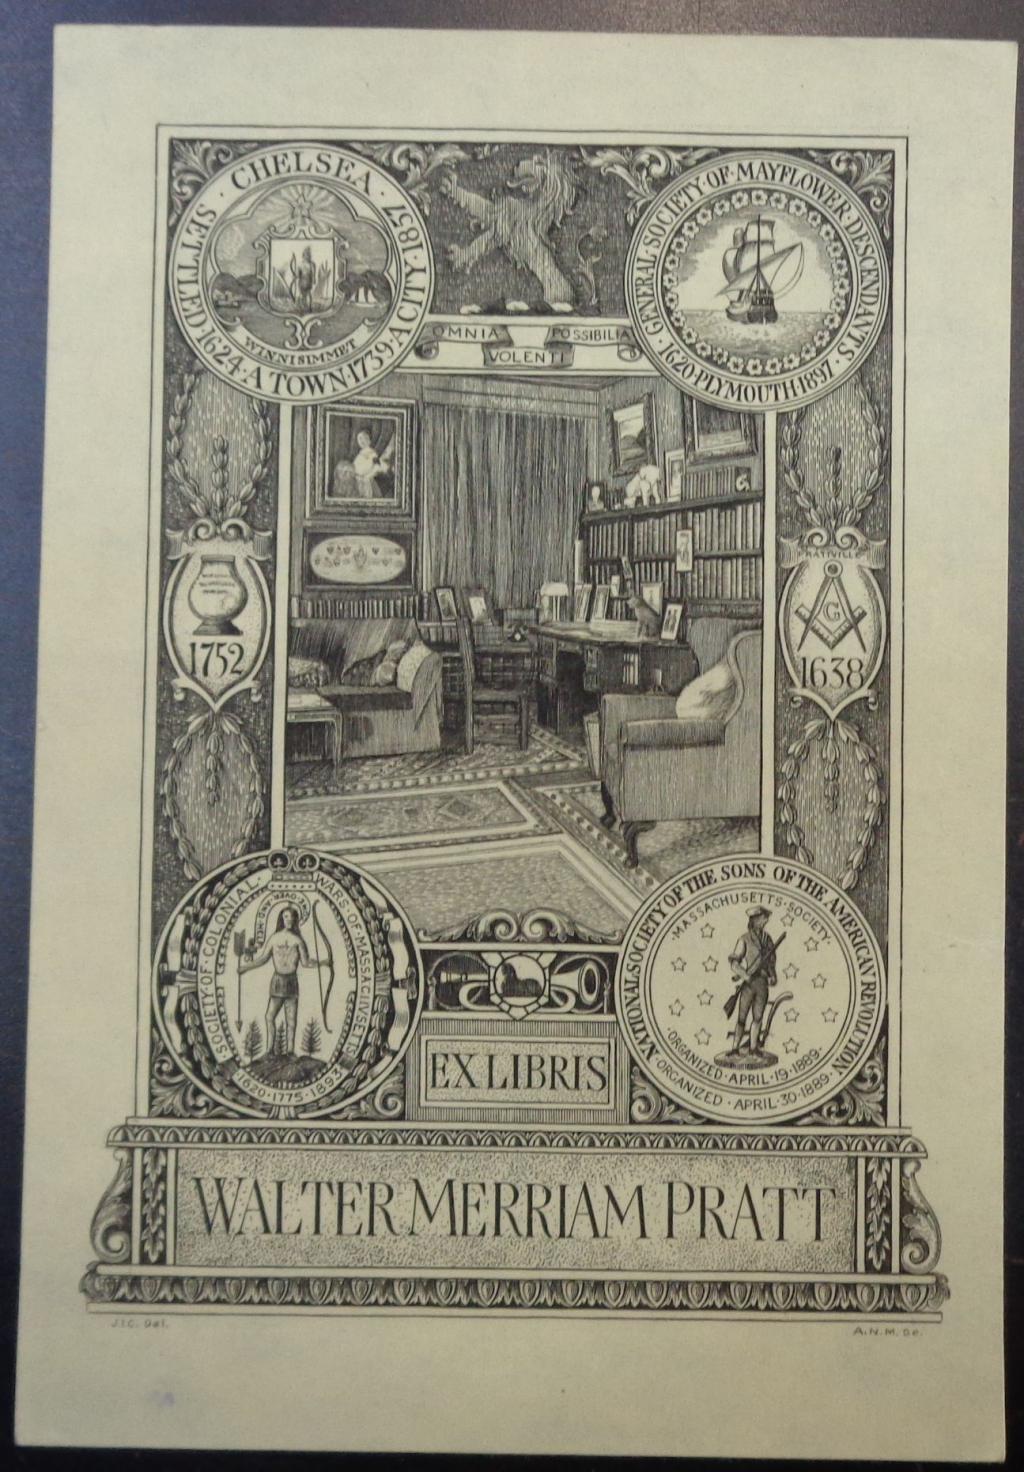 CHELSEA · A CITY · 1857
SETTLED · 1624 · A TOWN · 1739 ·
WINNISIMMET
OMNIA POSSIBILIA
VOLENTI
· GENERAL · SOCIETY · OF · MAYFLOWER · DESCENDANTS ·
1620 · PLYMOUTH · 1897 ·
1752
PRATTVILLE
G
1638
· SOCIETY · OF · COLONIAL · WARS · OF · MASSACHVSETTS ·
1620 · 1775 · 1893
· NATIONAL SOCIETY OF THE SONS OF THE AMERICAN REVOLUTION ·
· MASSACHUSETTS · SOCIETY ·
· ORGANIZED · APRIL · 19 · 1889 ·
ORGANIZED · APRIL · 30 · 1889 ·
EX LIBRIS
WALTER MERRIAM PRATT
J.I.C. Del.
A.N.M. Sc.